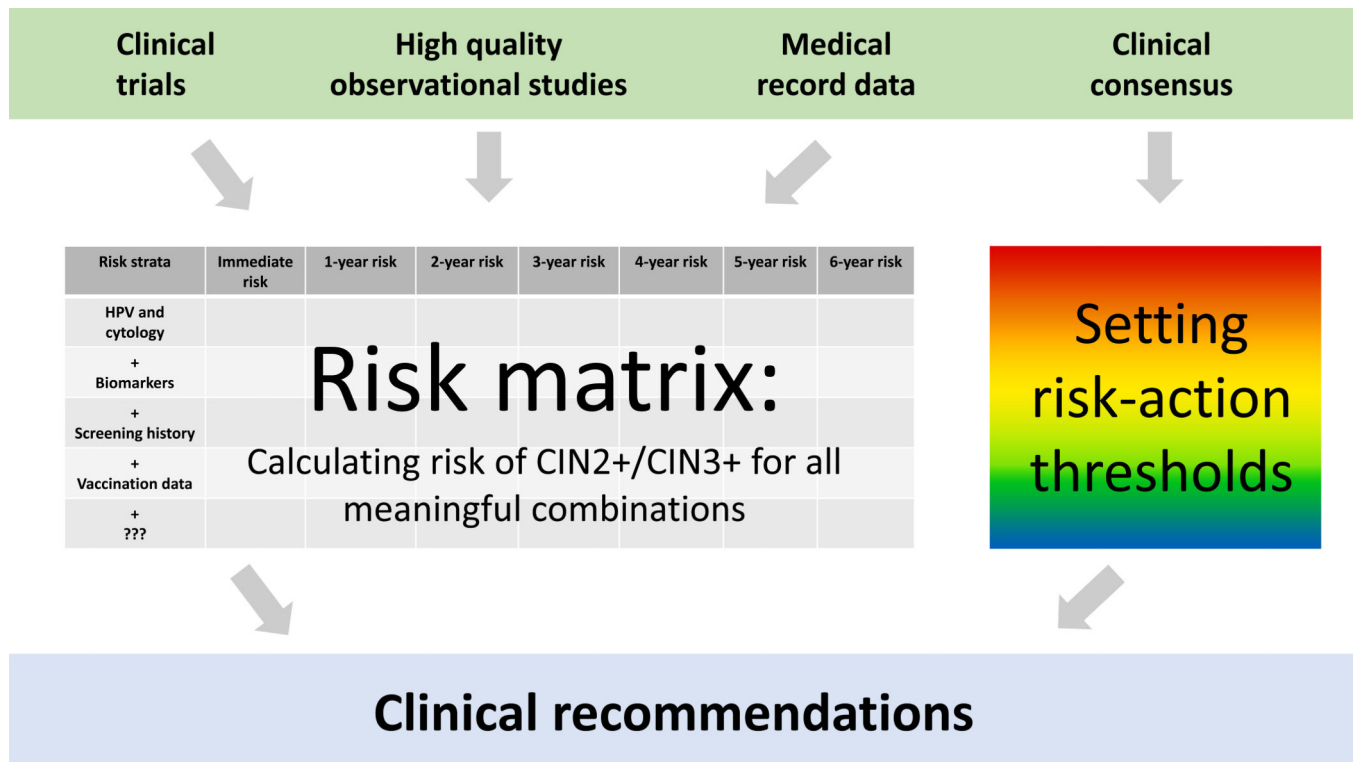 Clinical
trials
High quality
observational studies
Medical
record data
Clinical
consensus
Risk strata
Immediate
risk
1-year risk
2-year risk
3-year risk
4-year risk
5-year risk
6-year risk
HPV and
cytology
+
Biomarkers
+
Screening history
+
Vaccination data
+
???
Risk matrix:
Calculating risk of CIN2+/CIN3+ for all
meaningful combinations
Setting
risk-action
thresholds
Clinical recommendations